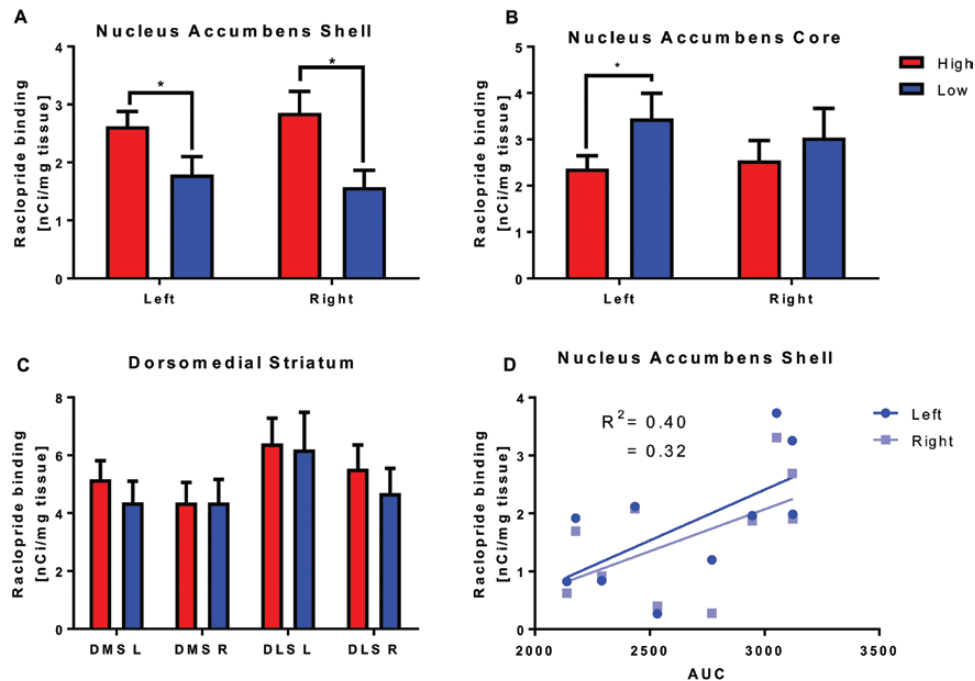 A
Nucleus Accumbens Shell
Raclopride binding
[nCi/mg tissue]
4
3
2
1
0
*
*
Left
Right
B
Nucleus Accumbens Core
Raclopride binding
[nCi/mg tissue]
5
4
3
2
1
0
*
Left
Right
High
Low
C
Dorsomedial Striatum
Raclopride binding
[nCi/mg tissue]
8
6
4
2
0
DMS L
DMS R
DLS L
DLS R
D
Nucleus Accumbens Shell
Raclopride binding
[nCi/mg tissue]
4
3
2
1
0
R² = 0.40
= 0.32
2000
2500
3000
3500
AUC
Left
Right